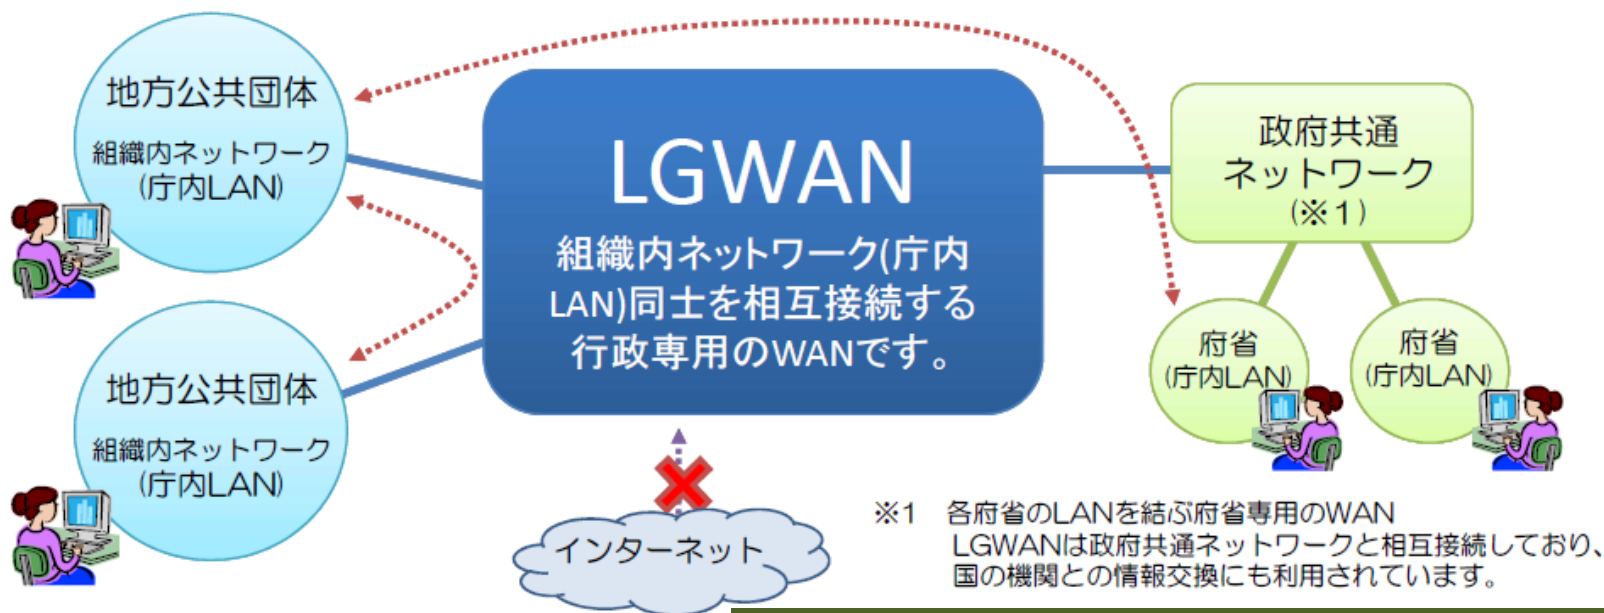 地方公共団体
組織内ネットワーク
(庁内LAN)
地方公共団体
組織内ネットワーク
(庁内LAN)
LGWAN
組織内ネットワーク(庁内
LAN)同士を相互接続する
行政専用のWANです。
インターネット
政府共通
ネットワーク
(※1)
府省
(庁内LAN)
府省
(庁内LAN)
※1 各府省のLANを結ぶ府省専用のWAN
LGWANは政府共通ネットワークと相互接続しており、
国の機関との情報交換にも利用されています。